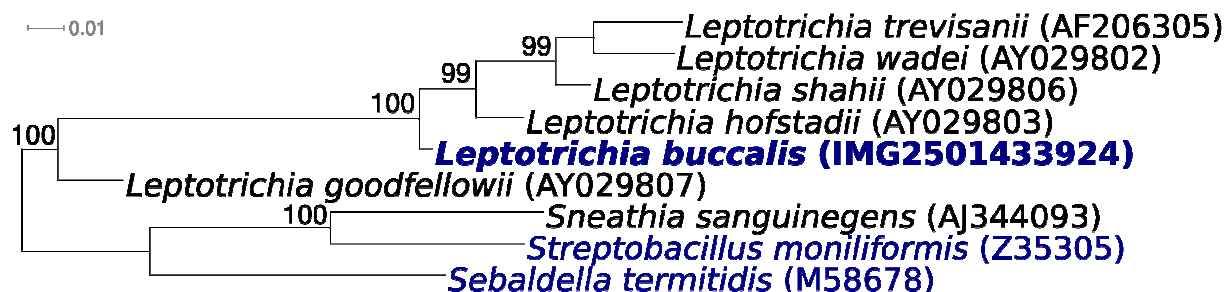 0.01
Leptotrichia trevisanii (AF206305)
99
Leptotrichia wadei (AY029802)
99
Leptotrichia shahii (AY029806)
100
Leptotrichia hofstadii (AY029803)
100
Leptotrichia buccalis (IMG2501433924)
Leptotrichia goodfellowii (AY029807)
100
Sneathia sanguinegens (AJ344093)
Streptobacillus moniliformis (Z35305)
Sebaldella termitidis (M58678)